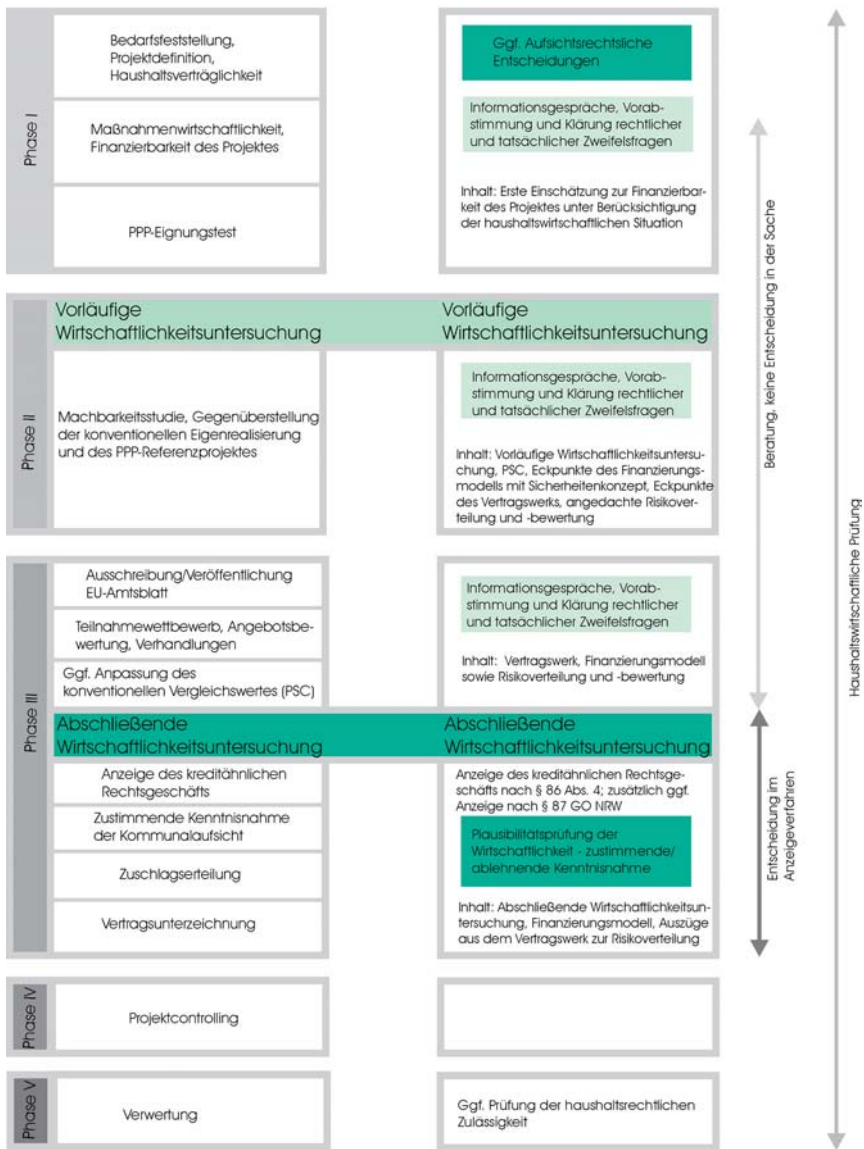 Phase I
Bedarfsfeststellung,
Projektdefinition,
Haushaltsverträglichkeit
Maßnahmenwirtschaftlichkeit,
Finanzierbarkeit des Projektes
PPP-Eignungstest
Ggf. Aufsichtsrechtsliche
Entscheidungen
Informationsgespräche, Vorab-
stimmung und Klärung rechtlicher
und tatsächlicher Zweifelsfragen
Inhalt: Erste Einschätzung zur Finanzierbar-
keit des Projektes unter Berücksichtigung
der haushaltswirtschaftlichen Situation
Phase II
Vorläufige
Wirtschaftlichkeitsuntersuchung
Vorläufige
Wirtschaftlichkeitsuntersuchung
Machbarkeitsstudie, Gegenüberstellung
der konventionellen Eigenrealisierung
und des PPP-Referenzprojektes
Informationsgespräche, Vorab-
stimmung und Klärung rechtlicher
und tatsächlicher Zweifelsfragen
Inhalt: Vorläufige Wirtschaftlichkeitsuntersu-
chung, PSC, Eckpunkte des Finanzierungs-
modells mit Sicherheitenkonzept, Eckpunkte
des Vertragswerks, angedachte Risikover-
teilung und -bewertung
Phase III
Ausschreibung/Veröffentlichung
EU-Amtsblatt
Teilnahmewettbewerb, Angebotsbe-
wertung, Verhandlungen
Ggf. Anpassung des
konventionellen Vergleichswertes (PSC)
Informationsgespräche, Vorab-
stimmung und Klärung rechtlicher
und tatsächlicher Zweifelsfragen
Inhalt: Vertragswerk, Finanzierungsmodell
sowie Risikoverteilung und -bewertung
Abschließende
Wirtschaftlichkeitsuntersuchung
Abschließende
Wirtschaftlichkeitsuntersuchung
Anzeige des kreditähnlichen
Rechtsgeschäfts
Zustimmende Kenntnisnahme
der Kommunalaufsicht
Zuschlagserteilung
Vertragsunterzeichnung
Anzeige des kreditähnlichen Rechtsge-
schäfts nach § 86 Abs. 4; zusätzlich ggf.
Anzeige nach § 87 GO NRW
Plausibilitätsprüfung der
Wirtschaftlichkeit - zustimmende/
ablehnende Kenntnisnahme
Inhalt: Abschließende Wirtschaftlichkeitsun-
tersuchung, Finanzierungsmodell, Auszüge
aus dem Vertragswerk zur Risikoverteilung
Phase IV
Projektcontrolling
Phase V
Verwertung
Ggf. Prüfung der haushaltsrechtlichen
Zulässigkeit
Beratung, keine Entscheidung in der Sache
Entscheidung im
Anzeigeverfahren
Haushaltswirtschaftliche Prüfung